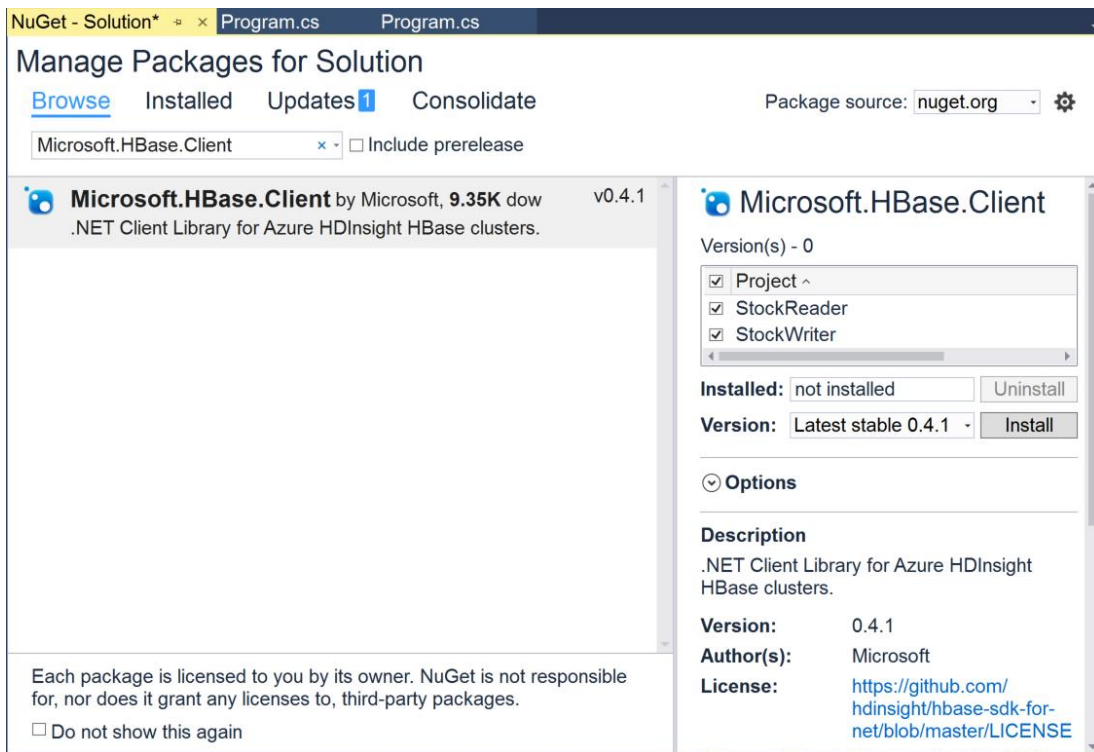 NuGet - Solution* Program.cs Program.cs
Manage Packages for Solution
Browse Installed Updates 1 Consolidate
Package source: nuget.org
Microsoft.HBase.Client Include prerelease
Microsoft.HBase.Client by Microsoft, 9.35K dow v0.4.1
.NET Client Library for Azure HDInsight HBase clusters.
Each package is licensed to you by its owner. NuGet is not responsible
for, nor does it grant any licenses to, third-party packages.
Do not show this again
Microsoft.HBase.Client
Version(s) - 0
Project
StockReader
StockWriter
Installed: not installed Uninstall
Version: Latest stable 0.4.1 Install
Options
Description
.NET Client Library for Azure HDInsight
HBase clusters.
Version: 0.4.1
Author(s): Microsoft
License: https://github.com/
hdinsight/hbase-sdk-for-
net/blob/master/LICENSE